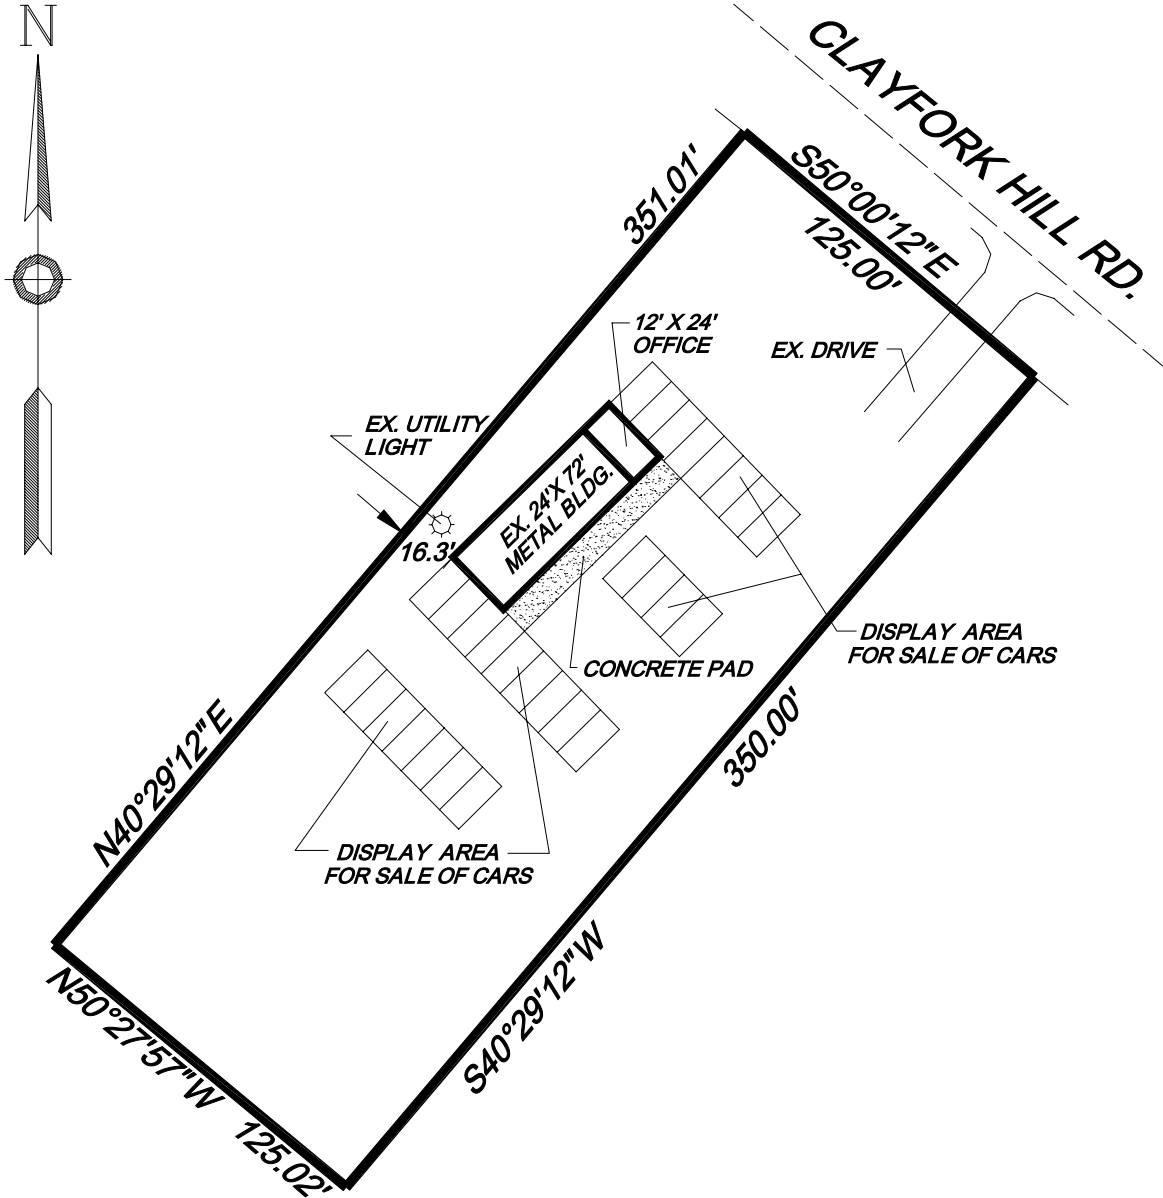 N
CLAYFORK HILL RD.
S50°00'12"E
125.00'
351.01'
12' X 24'
OFFICE
EX. DRIVE
EX. UTILITY
LIGHT
EX. 24'X 72'
METAL BLDG.
16.3'
DISPLAY AREA
FOR SALE OF CARS
CONCRETE PAD
350.00'
N40°29'12"E
DISPLAY AREA
FOR SALE OF CARS
S40°29'12"W
N50°27'57"W
125.02'